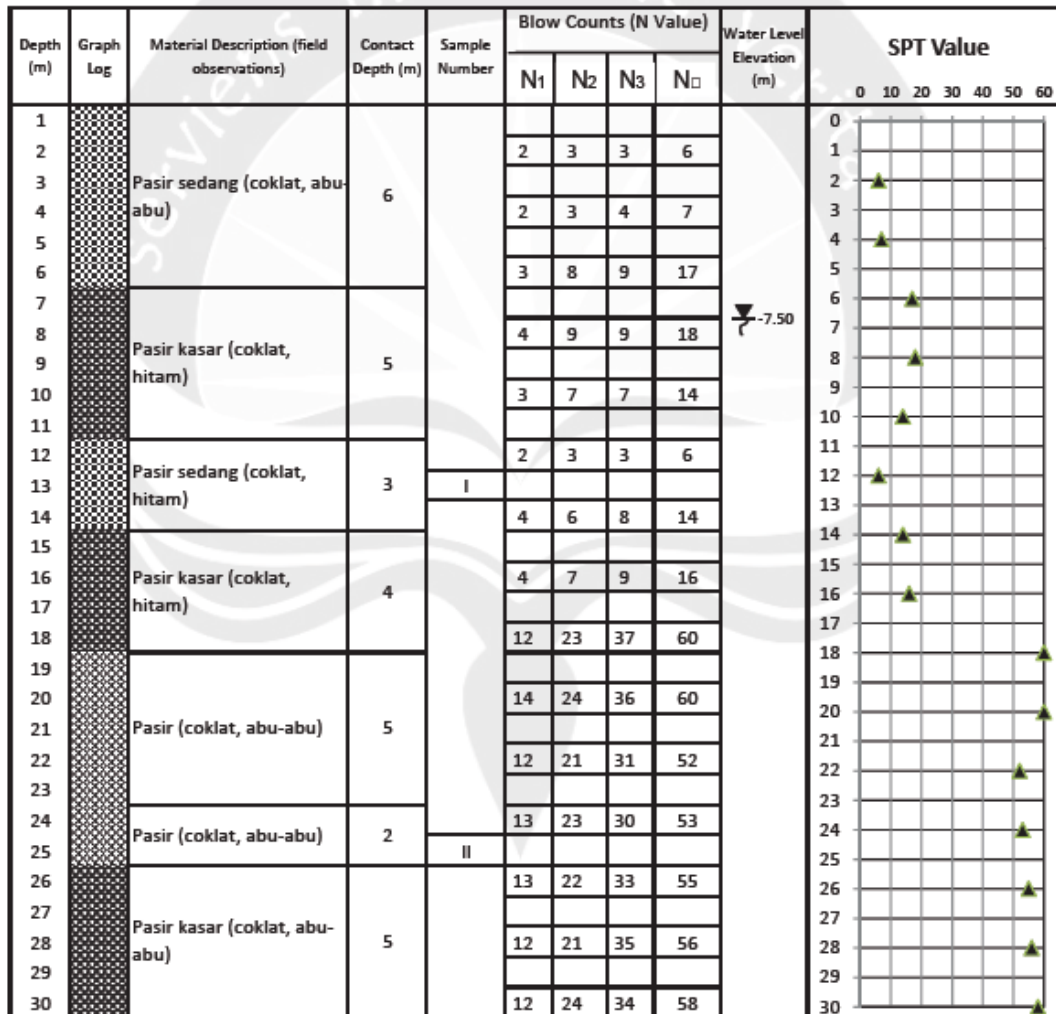 Depth (m) Graph Log Material Description (field observations) Contact Depth (m) Sample Number Blow Counts (N Value) Water Level Elevation (m) SPT Value
N1 N2 N3 N□
0 10 20 30 40 50 60
1
2 2 3 3 6
3 Pasir sedang (coklat, abu-abu) 6
4 2 3 4 7
5
6 3 8 9 17
7 -7.50
8 4 9 9 18
9 Pasir kasar (coklat, hitam) 5
10 3 7 7 14
11
12 2 3 3 6
13 Pasir sedang (coklat, hitam) 3 I
14 4 6 8 14
15
16 Pasir kasar (coklat, hitam) 4 4 7 9 16
17
18 12 23 37 60
19
20 14 24 36 60
21 Pasir (coklat, abu-abu) 5
22 12 21 31 52
23
24 Pasir (coklat, abu-abu) 2 13 23 30 53
25 II
26 13 22 33 55
27
28 Pasir kasar (coklat, abu-abu) 5 12 21 35 56
29
30 12 24 34 58
0
1
2
3
4
5
6
7
8
9
10
11
12
13
14
15
16
17
18
19
20
21
22
23
24
25
26
27
28
29
30